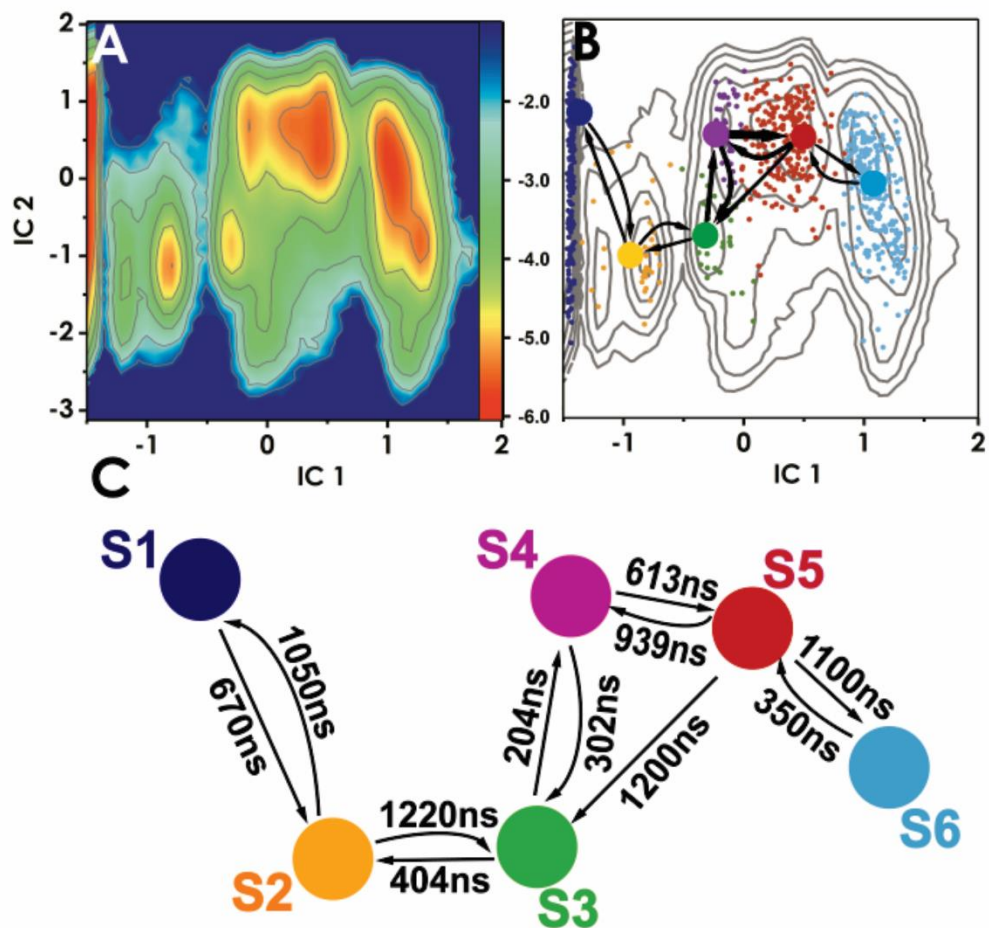 A
B
2
1
0
-1
-2
-3
IC 2
-1
0
1
2
IC 1
-2.0
-3.0
-4.0
-5.0
-6.0
-1
0
1
2
IC 1
C
S1
S4
S5
613ns
939ns
1050ns
670ns
204ns
302ns
1100ns
350ns
1200ns
1220ns
404ns
S2
S3
S6